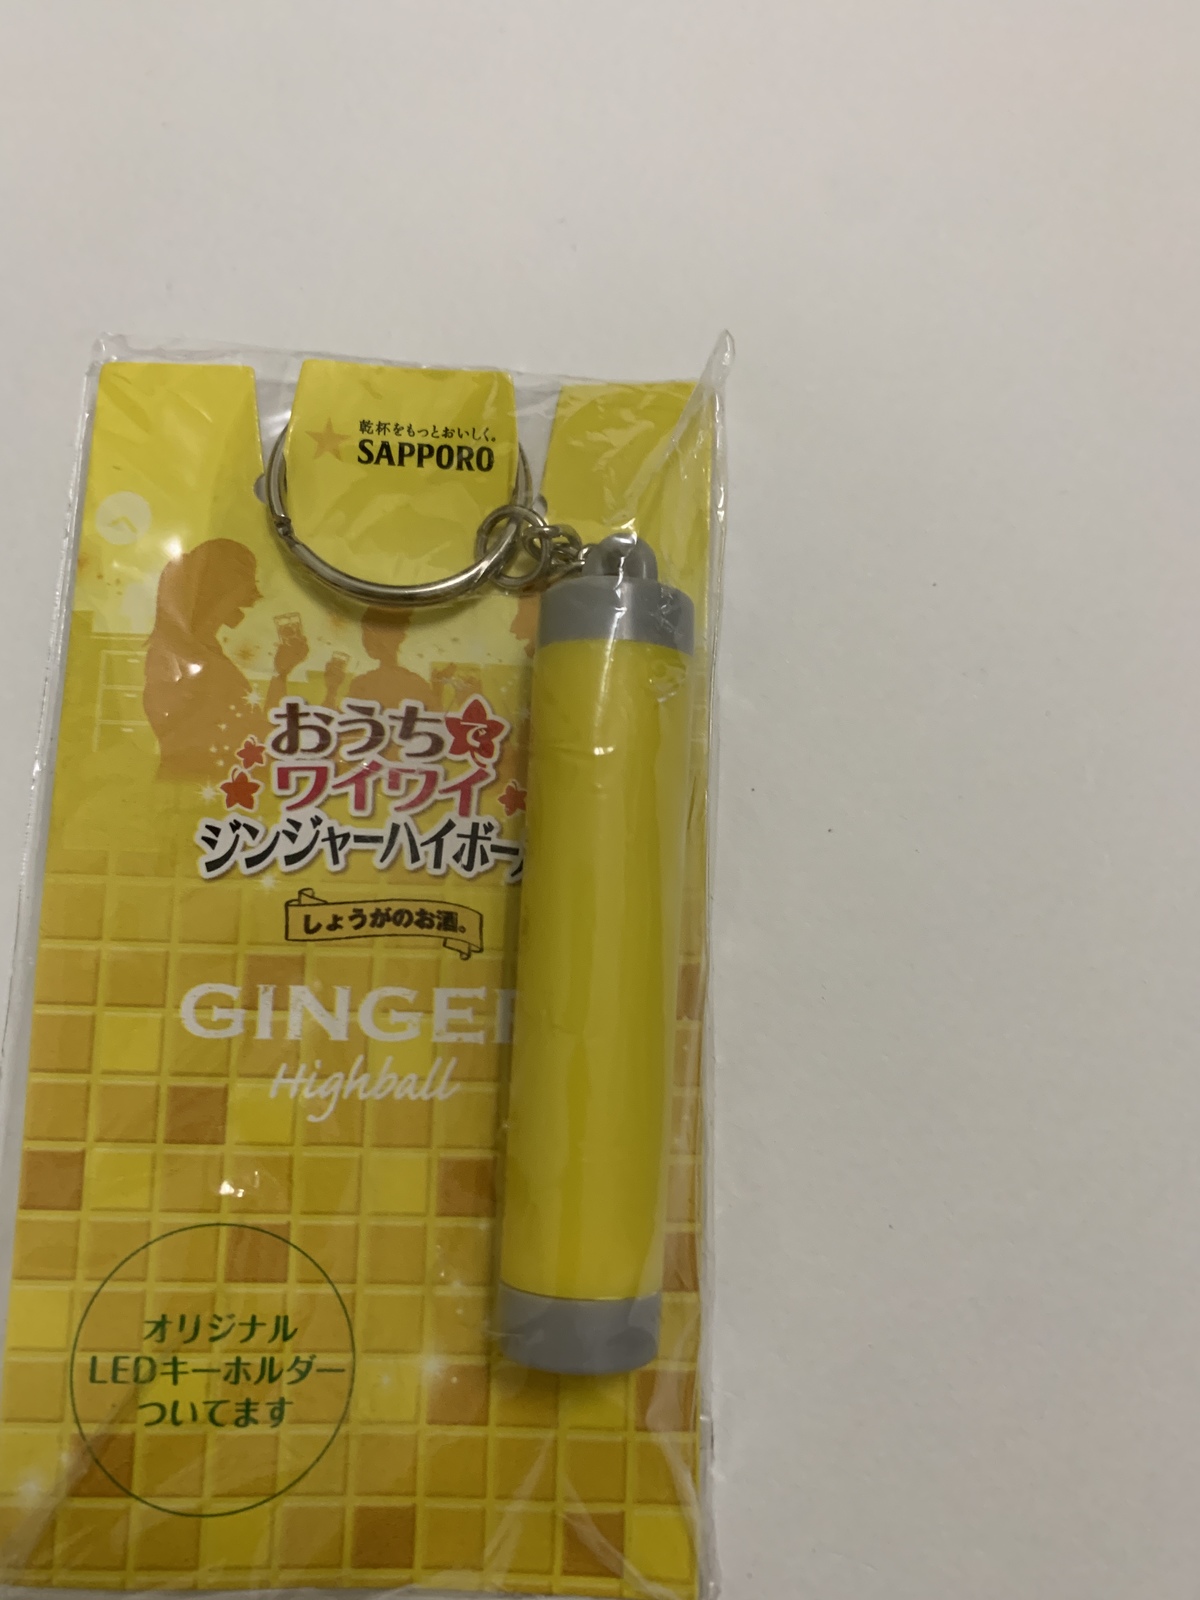 乾杯をもっとおいしく。
SAPPORO
おうちで
ワイワイ
ジンジャーハイボー
しょうがのお酒。
GINGE
Highball
オリジナル
LEDキーホルダー
ついてます